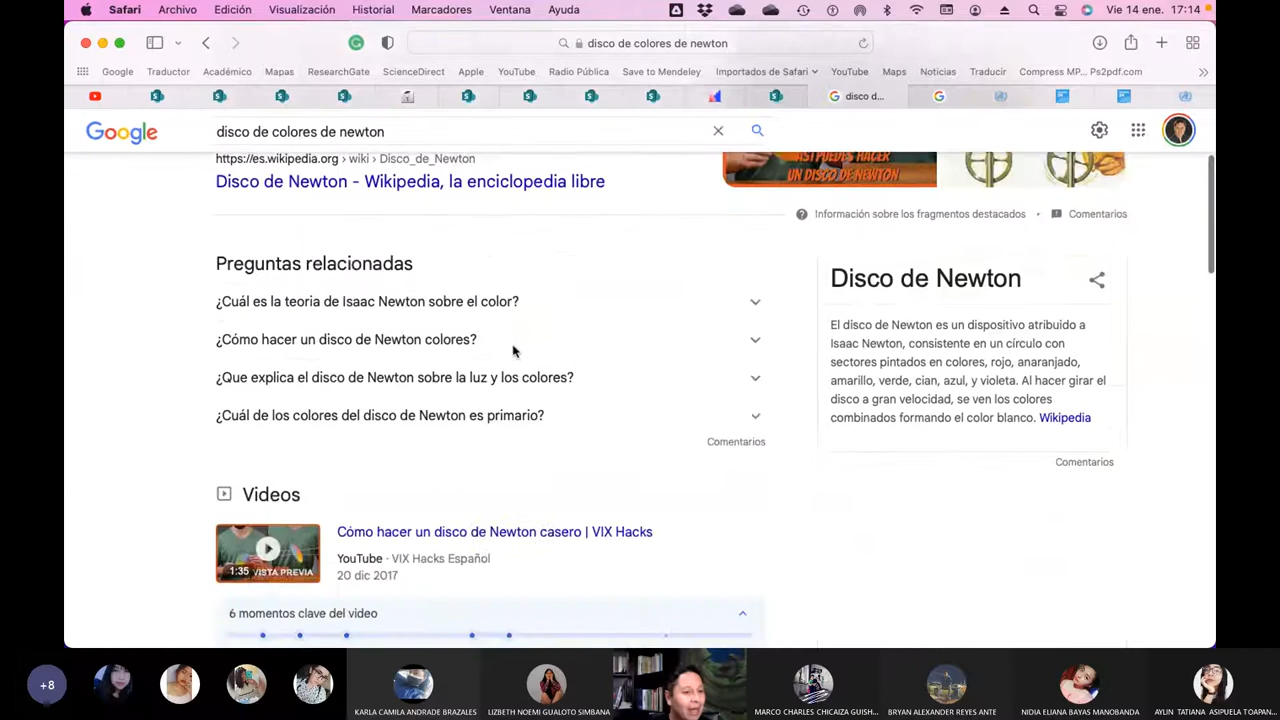 Safari Archivo Edición Visualización Historial Marcadores Ventana Ayuda Vie 14 ene. 17:14
disco de colores de newton
Google Traductor Académico Mapas ResearchGate ScienceDirect Apple YouTube Radio Pública Save to Mendeley Importados de Safari YouTube Maps Noticias Traducir Compress MP... Ps2pdf.com
disco d...
Google disco de colores de newton
https://es.wikipedia.org › wiki › Disco_de_Newton
Disco de Newton - Wikipedia, la enciclopedia libre
ASÍ PUEDES HACER
UN DISCO DE NEWTON
Información sobre los fragmentos destacados • Comentarios
Preguntas relacionadas
¿Cuál es la teoria de Isaac Newton sobre el color?
¿Cómo hacer un disco de Newton colores?
¿Que explica el disco de Newton sobre la luz y los colores?
¿Cuál de los colores del disco de Newton es primario?
Comentarios
Disco de Newton
El disco de Newton es un dispositivo atribuido a
Isaac Newton, consistente en un círculo con
sectores pintados en colores, rojo, anaranjado,
amarillo, verde, cian, azul, y violeta. Al hacer girar el
disco a gran velocidad, se ven los colores
combinados formando el color blanco. Wikipedia
Comentarios
Videos
Cómo hacer un disco de Newton casero | VIX Hacks
YouTube · VIX Hacks Español
20 dic 2017
1:35 VISTA PREVIA
6 momentos clave del video
+8
KARLA CAMILA ANDRADE BRAZALES
LIZBETH NOEMI GUALOTO SIMBANA
MARCO CHARLES CHICAIZA GUISH...
BRYAN ALEXANDER REYES ANTE
NIDIA ELIANA BAYAS MANOBANDA
AYLIN TATIANA ASIPUELA TOAPAN...